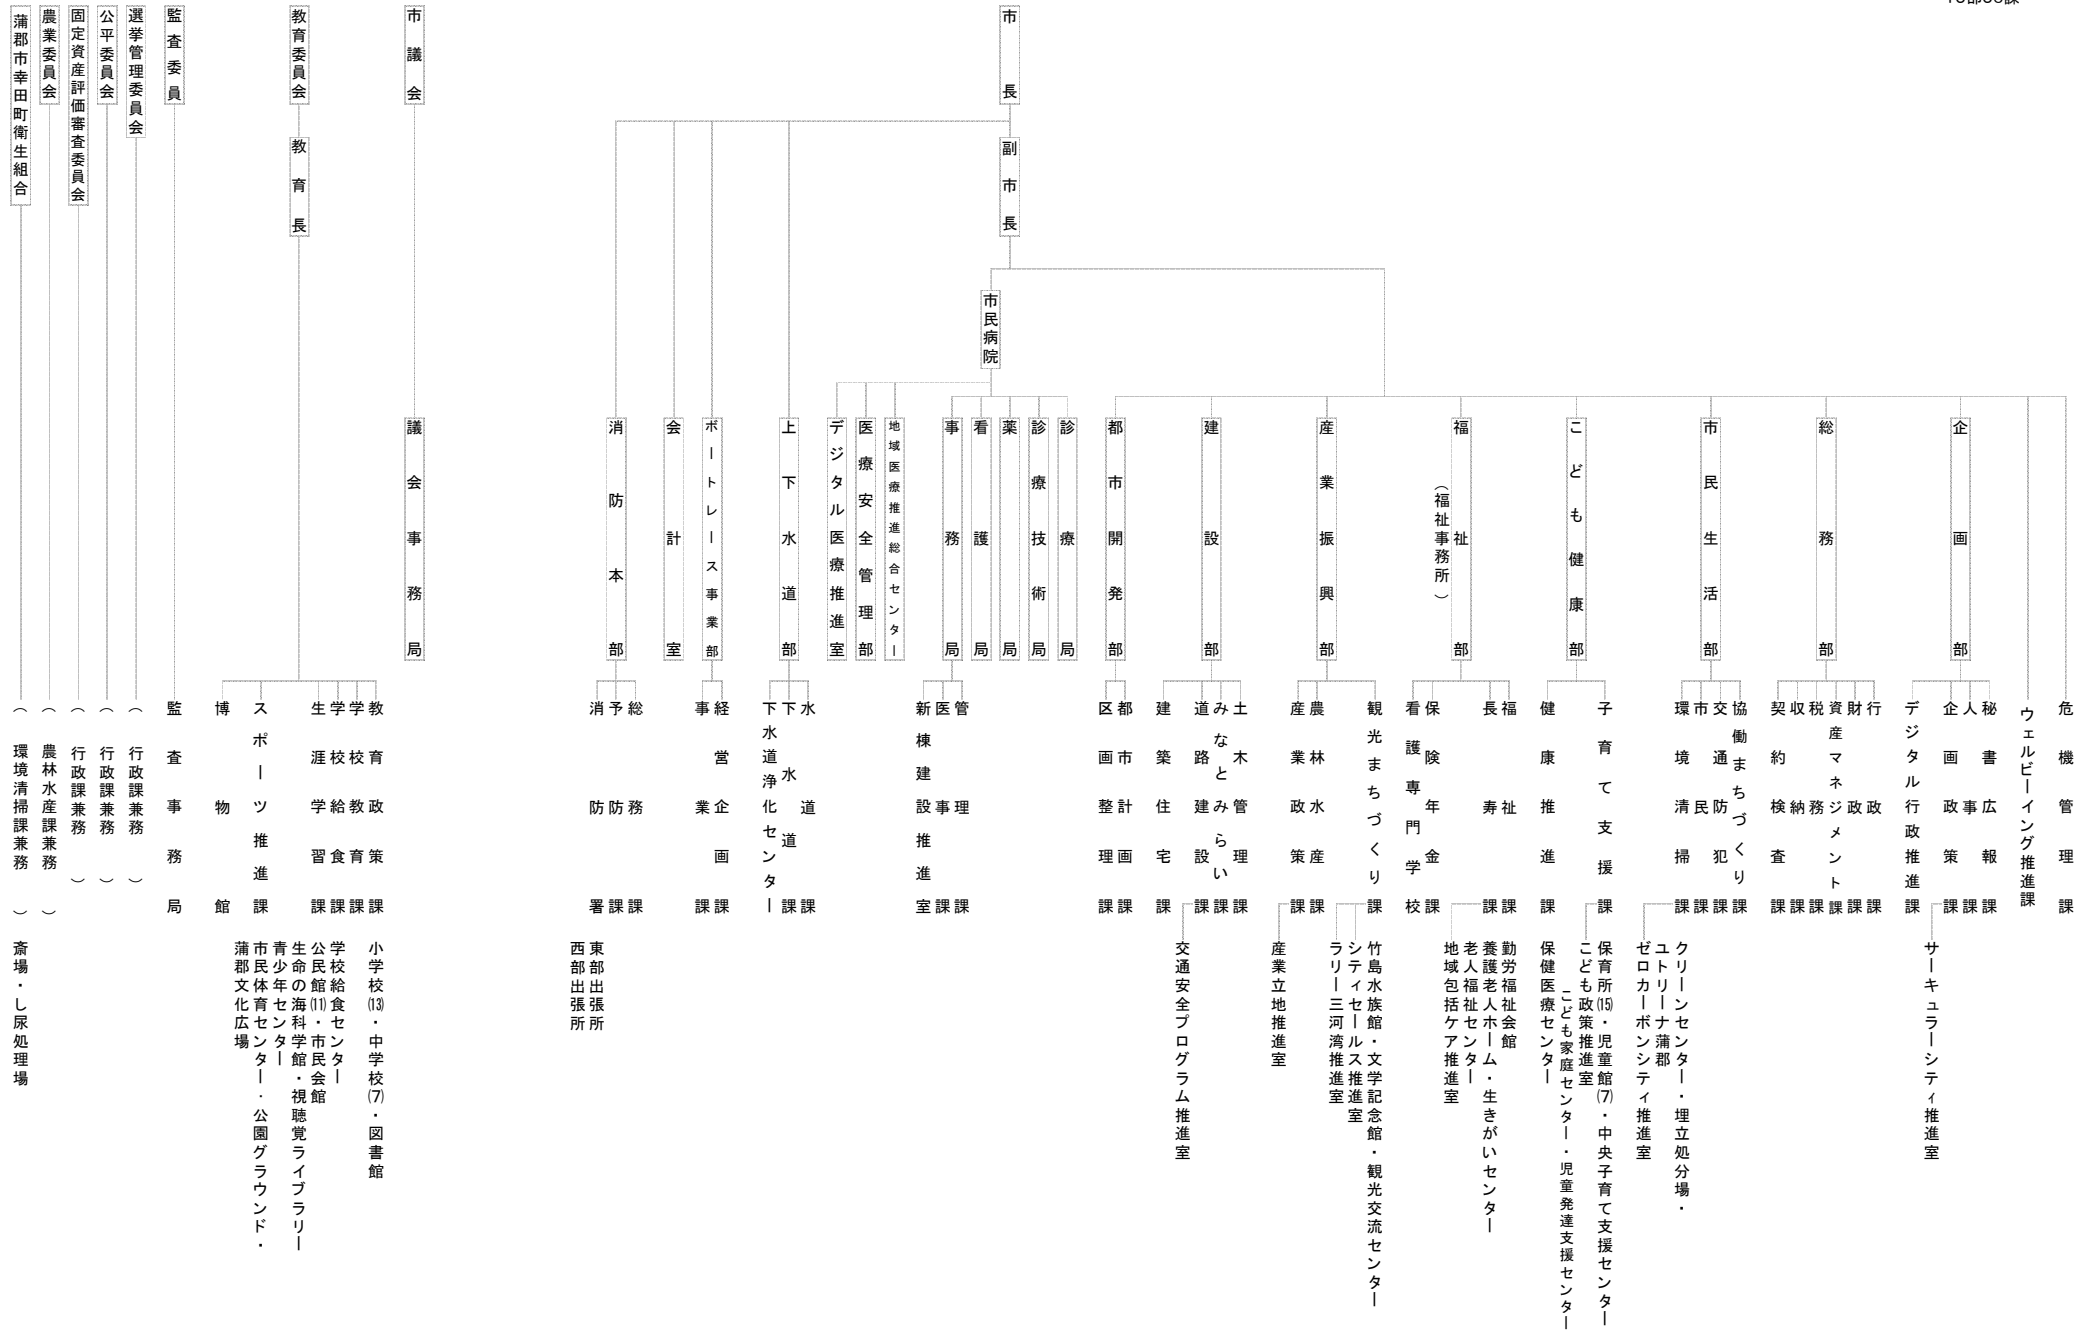 市長
副市長
市民病院
危機管理課
ウェルビーイング推進課
企画部
秘書広報課
人事課
企画政策課
サーキュラーシティ推進室
デジタル行政推進課
総務部
行政課
財政課
資産マネジメント課
税務課
収納課
契約検査課
市民生活部
協働まちづくり課
交通防犯課
市民課
環境清掃課
クリーンセンター・埋立処分場・
ユトリーナ蒲郡
ゼロカーボンシティ推進室
こども健康部
子育て支援課
保育所(15)・児童館(7)・中央子育て支援センター
こども政策推進室
こども家庭センター・児童発達支援センター
健康推進課
保健医療センター
福祉部
（福祉事務所）
福祉課
勤労福祉会館
長寿課
養護老人ホーム・生きがいセンター
老人福祉センター
地域包括ケア推進室
保険年金課
看護専門学校
産業振興部
観光まちづくり課
竹島水族館・文学記念館・観光交流センター
シティセールス推進室
ラリー三河湾推進室
農林水産課
産業政策課
産業立地推進室
建設部
土木管理課
みなとみらい課
道路建設課
交通安全プログラム推進室
建築住宅課
都市開発部
都市計画課
区画整理課
診療局
診療技術局
薬局
看護局
事務局
管理課
医事課
新棟建設推進室
地域医療推進総合センター
医療安全管理部
デジタル医療推進室
上下水道部
水道課
下水道課
下水道浄化センター
ボートレース事業部
経営企画課
事業課
会計室
消防本部
総務課
予防課
消防署
東部出張所
西部出張所
市議会
議会事務局
教育委員会
教育長
教育政策課
小学校(13)・中学校(7)・図書館
学校教育課
学校給食課
学校給食センター
生涯学習課
公民館(11)・市民会館
生命の海科学館・視聴覚ライブラリー
青少年センター
スポーツ推進課
市民体育センター・公園グラウンド・
蒲郡文化広場
博物館
監査委員
監査事務局
選挙管理委員会
（行政課兼務）
公平委員会
（行政課兼務）
固定資産評価審査委員会
（行政課兼務）
農業委員会
（農林水産課兼務）
蒲郡市幸田町衛生組合
（環境清掃課兼務）
斎場・し尿処理場